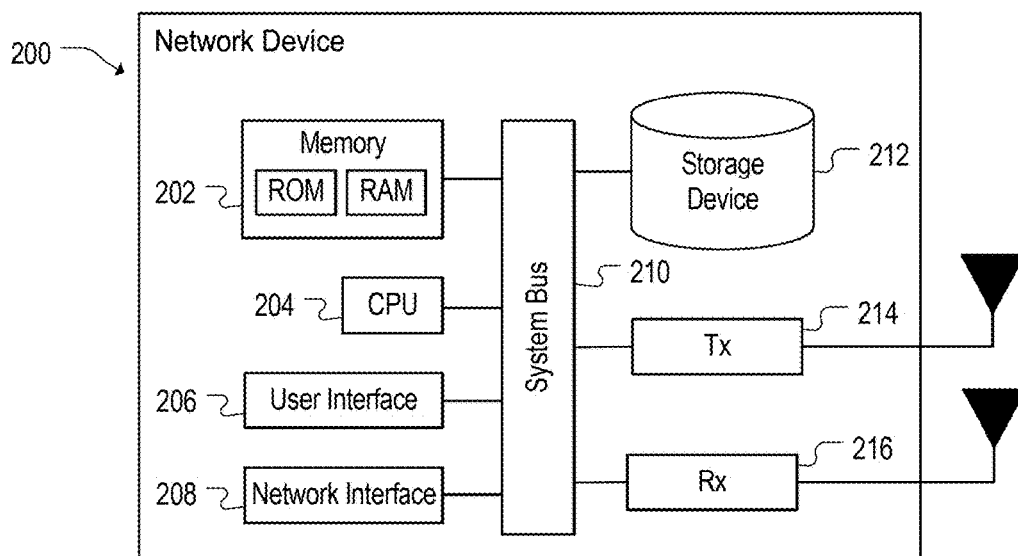 200
Network Device
Memory
ROM RAM
202
Storage
Device
212
System Bus
210
204
CPU
214
Tx
206
User Interface
216
Rx
208
Network Interface